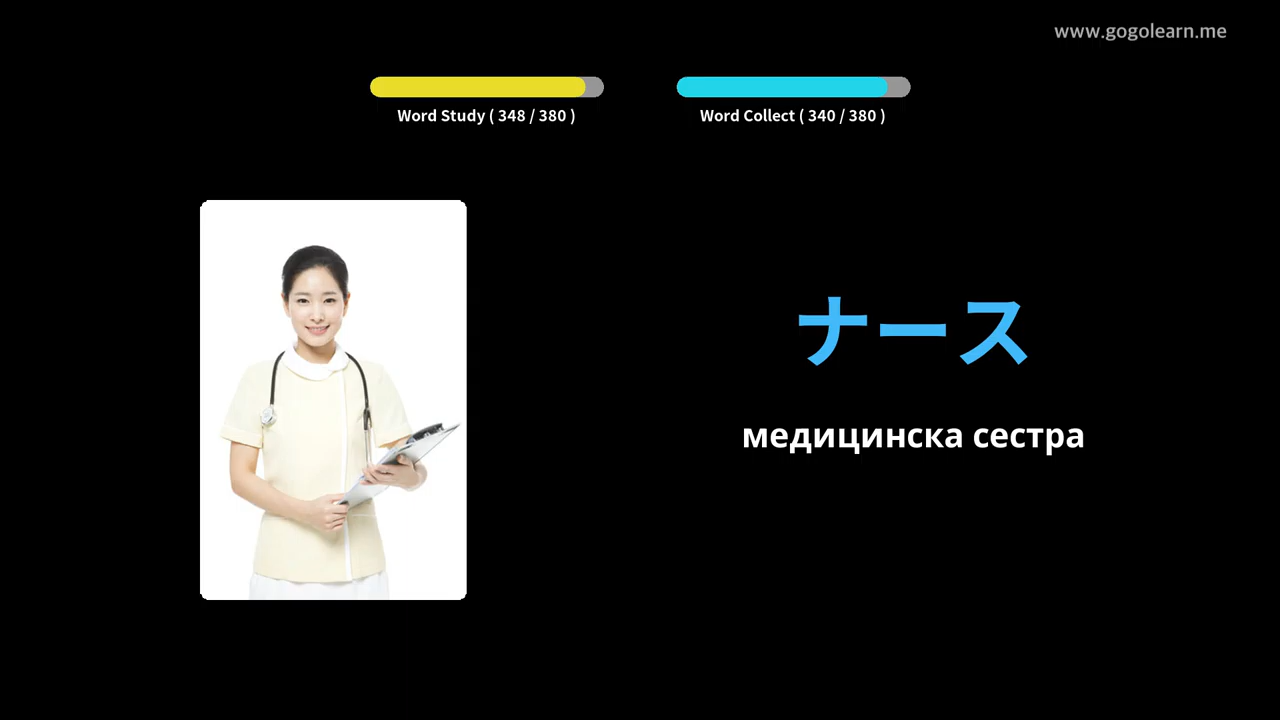 www.gogolearn.me
Word Study ( 348 / 380 )
Word Collect ( 340 / 380 )
ナース
медицинска сестра